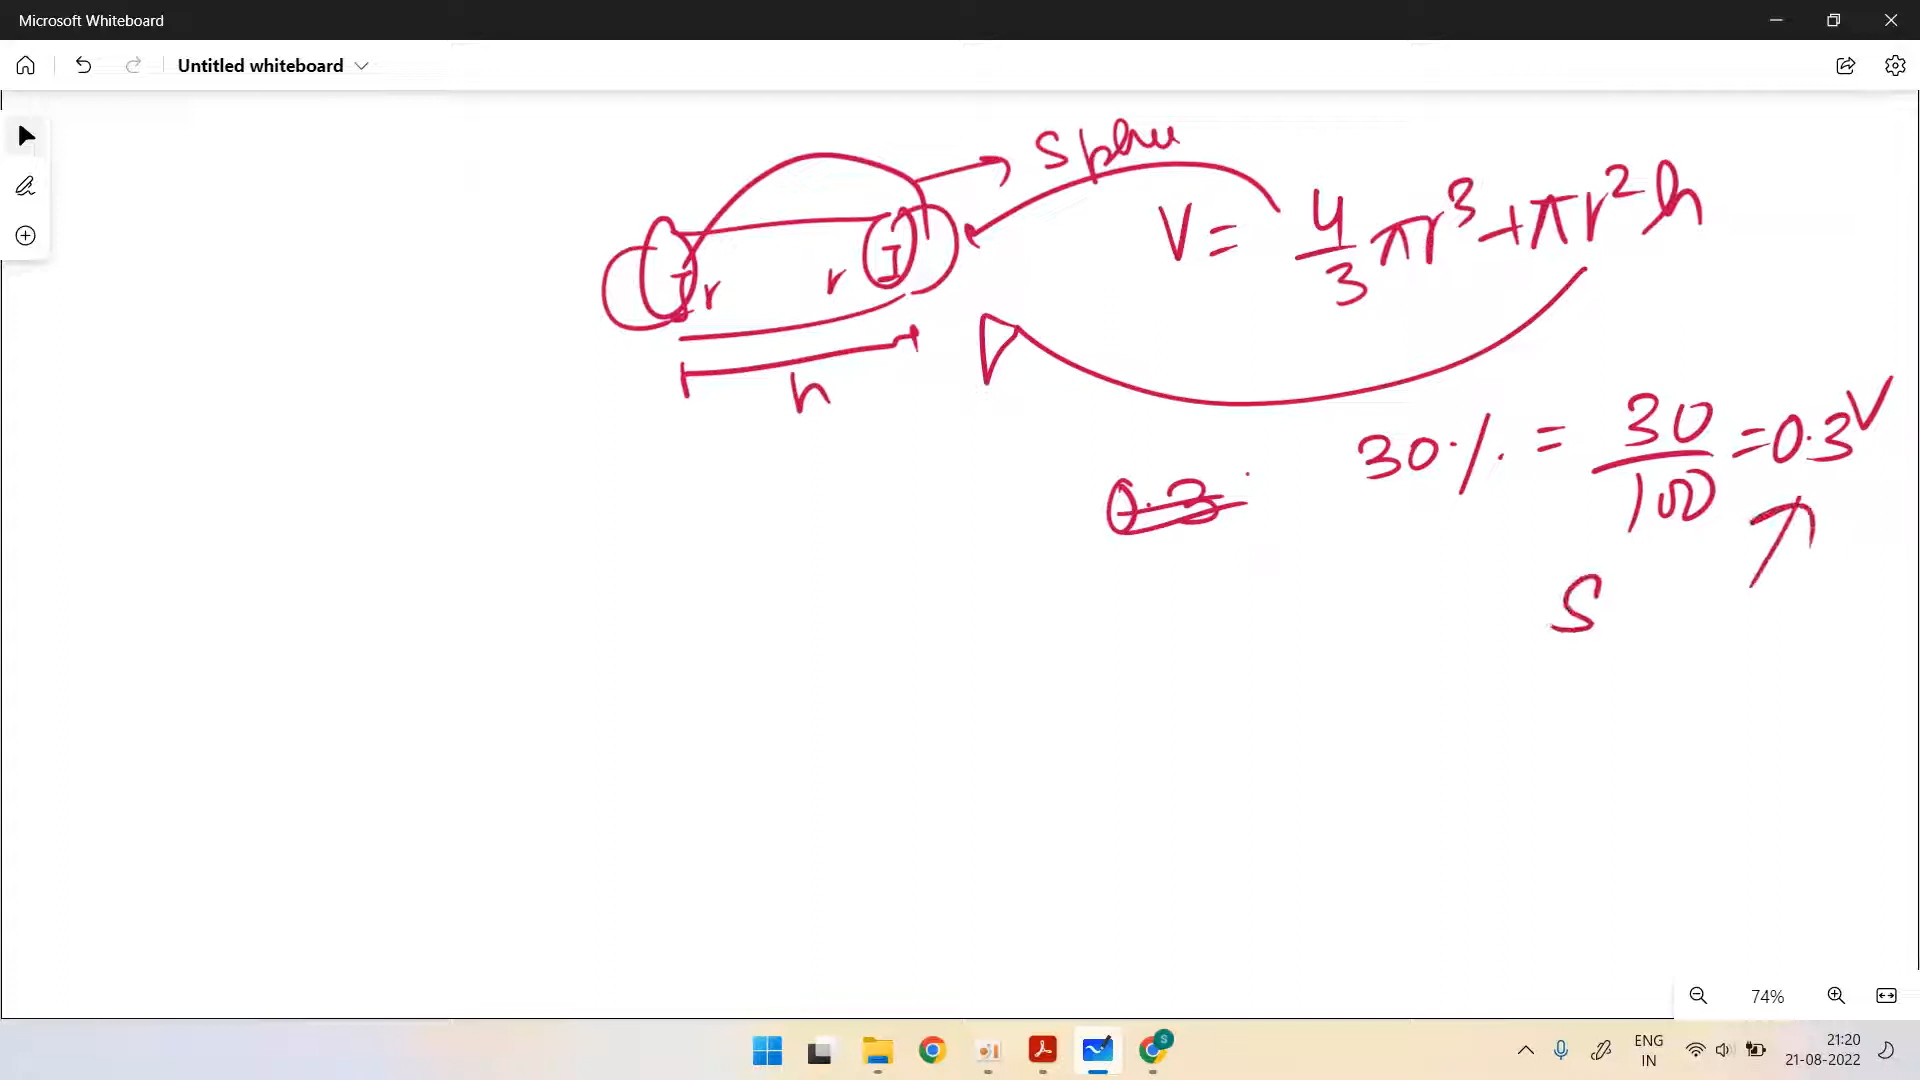 Microsoft Whiteboard
Untitled whiteboard
V = 4/3 πr³ + πr²h
r
r
h
30% = 30/100 = 0.3V
0.3
S
74%
ENG
IN
21:20
21-08-2022